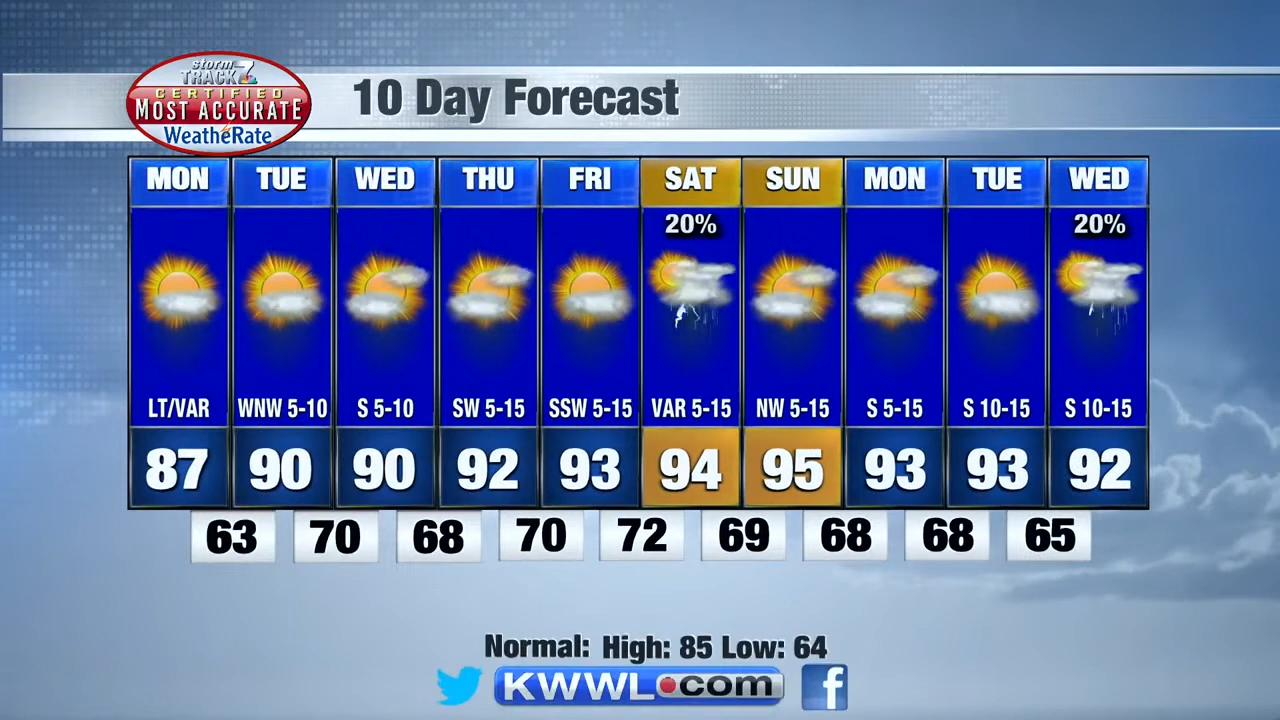 storm
TRACK 7
CERTIFIED
MOST ACCURATE
WeatheRate
10 Day Forecast
MON TUE WED THU FRI SAT SUN MON TUE WED
20% 20%
LT/VAR WNW 5-10 S 5-10 SW 5-15 SSW 5-15 VAR 5-15 NW 5-15 S 5-15 S 10-15 S 10-15
87 90 90 92 93 94 95 93 93 92
63 70 68 70 72 69 68 68 65
Normal: High: 85 Low: 64
KWWL.com
f